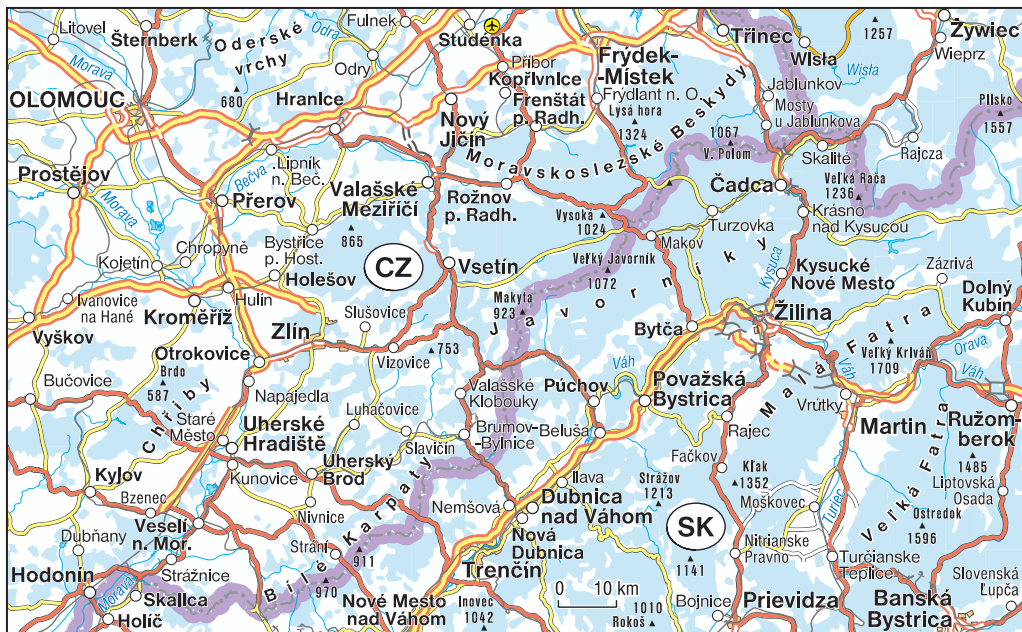 Litovel
Šternberk
Oderské
vrchy
Odra
Fulnek
Studénka
Třinec
1257
Wisła
Żywiec
Wieprz
Morava
Odry
Příbor
Kopřivnice
Frýdek-
-Místek
Frýdlant n. O.
Jablunkov
Wisła
OLOMOUC
680
Hranice
Nový
Jičín
Frenštát
p. Radh.
Lysá hora
1324
Moravskoslezské Beskydy
1067
V. Polom
Mosty
u Jablunkova
Pilsko
1557
Rajcza
Skalité
Prostějov
Morava
Bečva
Lipník
n. Beč.
Přerov
Valašské
Meziříčí
Rožnov
p. Radh.
Čadca
Veľká Rača
1236
Vysoká
1024
Turzovka
Krásno
nad Kysucou
Chropyně
Bystřice
p. Host.
865
Kojetín
Holešov
CZ
Vsetín
Makov
Veľký Javorník
1072
Javorníky
Kysuca
Kysucké
Nové Mesto
Zázrivá
Dolný
Kubín
Ivanovice
na Hané
Hulín
Kroměříž
Slušovice
Makyta
923
Vyškov
Zlín
Bytča
Žilina
Malá Fatra
Veľký Kriváň
1709
Orava
Otrokovice
Vizovice
753
Váh
Váh
Váh
Bučovice
Brdo
587
Chřiby
Napajedla
Valašské
Klobouky
Púchov
Považská
Bystrica
Vrútky
Martin
Ružom-
berok
Staré
Město
Uherské
Hradiště
Luhačovice
Slavičín
Brumov-
-Bylnice
Beluša
Rajec
Veľká Fatra
Fačkov
1485
Liptovská
Osada
Kyjov
Kunovice
Uherský
Brod
Ilava
Strážov
1213
Kľak
1352
Moškovec
Turiec
Ostredok
1596
Bzenec
Nivnice
Nemšová
Dubnica
nad Váhom
SK
Veselí
n. Mor.
Dubňany
Strání
911
Bílé Karpaty
Nová
Dubnica
Nitrianske
Pravno
Turčianske
Teplice
Hodonín
Strážnice
970
Trenčín
0 10 km
1141
Slovenská
Ľupča
Morava
Skalica
Holíč
Nové Mesto
nad Váhom
Inovec
1042
1010
Rokoš
Bojnice
Prievidza
Banská
Bystrica